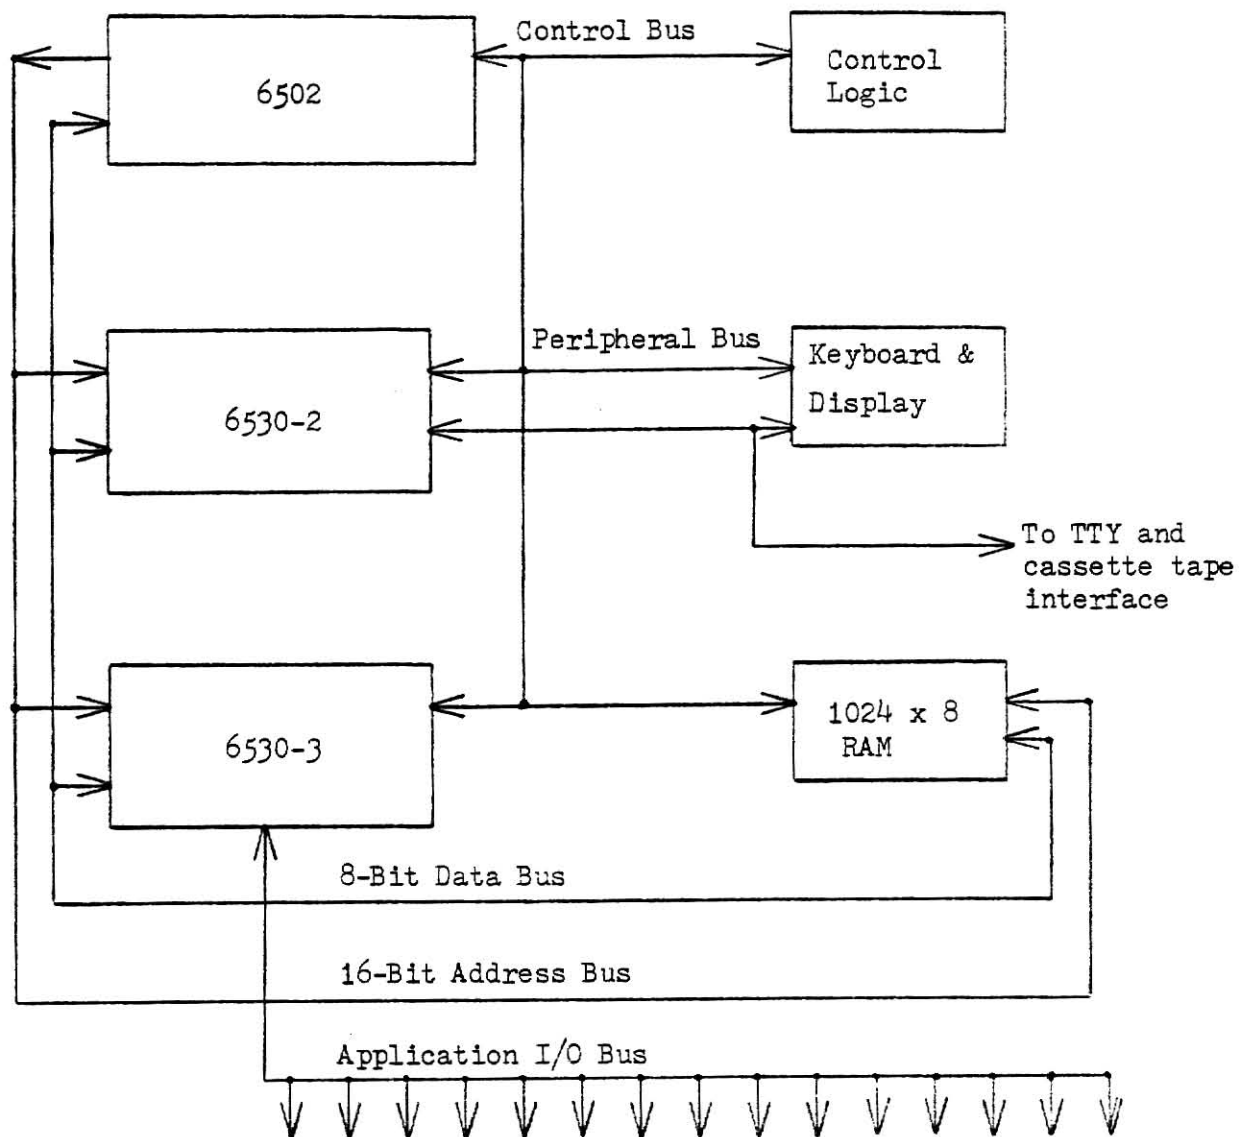 Control Bus
6502
Control
Logic
Peripheral Bus
Keyboard &
Display
6530-2
To TTY and
cassette tape
interface
6530-3
1024 x 8
RAM
8-Bit Data Bus
16-Bit Address Bus
Application I/O Bus